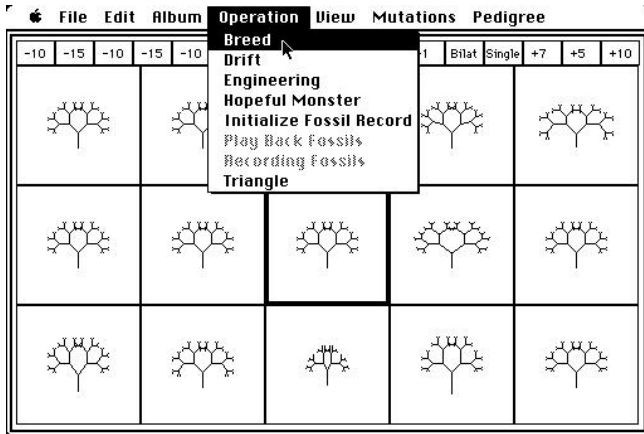 File Edit Album Operation View Mutations Pedigree
-10 -15 -10 -15 -10 Bilat Single +7 +5 +10
Breed
Drift
Engineering
Hopeful Monster
Initialize Fossil Record
Play Back Fossils
Recording Fossils
Triangle